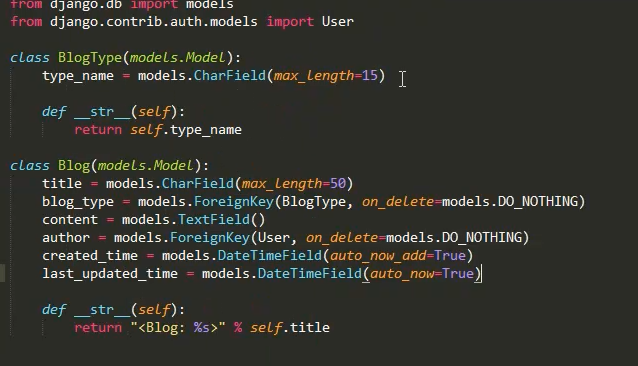 from django.db import models
from django.contrib.auth.models import User
class BlogType(models.Model):
type_name = models.CharField(max_length=15)
def __str__(self):
return self.type_name
class Blog(models.Model):
title = models.CharField(max_length=50)
blog_type = models.ForeignKey(BlogType, on_delete=models.DO_NOTHING)
content = models.TextField()
author = models.ForeignKey(User, on_delete=models.DO_NOTHING)
created_time = models.DateTimeField(auto_now_add=True)
last_updated_time = models.DateTimeField(auto_now=True)
def __str__(self):
return "<Blog: %s>" % self.title